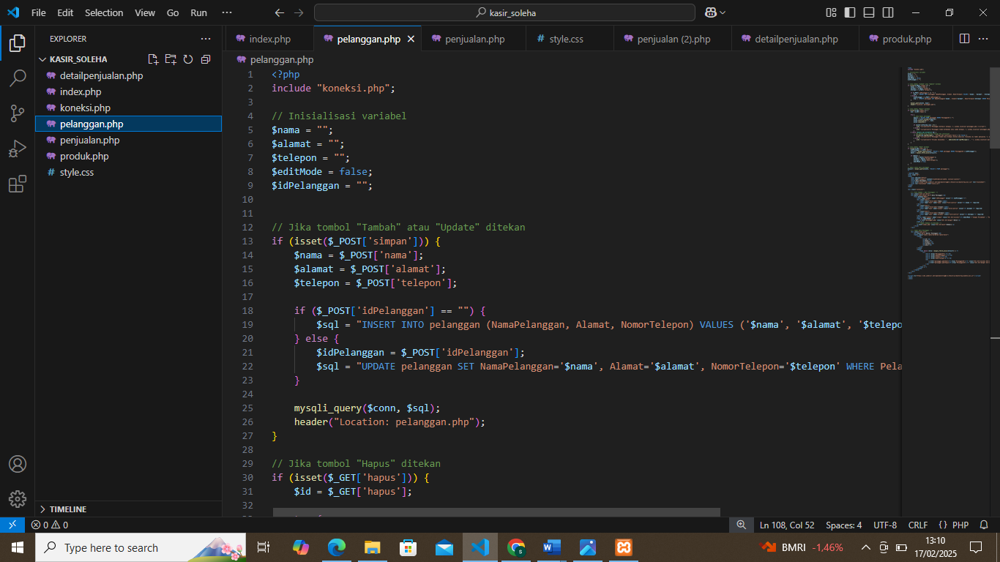 File Edit Selection View Go Run ···
kasir_soleha
EXPLORER ···
index.php
pelanggan.php
penjualan.php
# style.css
penjualan (2).php
detailpenjualan.php
produk.php
KASIR_SOLEHA
pelanggan.php
detailpenjualan.php
index.php
koneksi.php
pelanggan.php
penjualan.php
produk.php
# style.css
1 <?php
2 include "koneksi.php";
3
4 // Inisialisasi variabel
5 $nama = "";
6 $alamat = "";
7 $telepon = "";
8 $editMode = false;
9 $idPelanggan = "";
10
11
12 // Jika tombol "Tambah" atau "Update" ditekan
13 if (isset($_POST['simpan'])) {
14 $nama = $_POST['nama'];
15 $alamat = $_POST['alamat'];
16 $telepon = $_POST['telepon'];
17
18 if ($_POST['idPelanggan'] == "") {
19 $sql = "INSERT INTO pelanggan (NamaPelanggan, Alamat, NomorTelepon) VALUES ('$nama', '$alamat', '$telepo
20 } else {
21 $idPelanggan = $_POST['idPelanggan'];
22 $sql = "UPDATE pelanggan SET NamaPelanggan='$nama', Alamat='$alamat', NomorTelepon='$telepon' WHERE Pela
23 }
24
25 mysqli_query($conn, $sql);
26 header("Location: pelanggan.php");
27 }
28
29 // Jika tombol "Hapus" ditekan
30 if (isset($_GET['hapus'])) {
31 $id = $_GET['hapus'];
32
TIMELINE
0 0
Ln 108, Col 52 Spaces: 4 UTF-8 CRLF {} PHP
Type here to search
BMRI -1,46%
13:10
17/02/2025